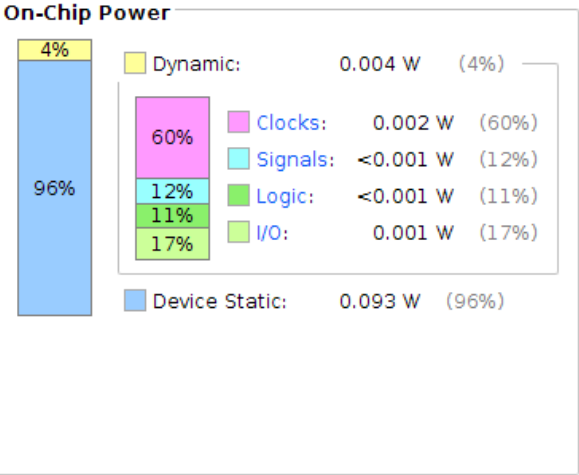 On-Chip Power
4%
96%
Dynamic: 0.004 W (4%)
60%
12%
11%
17%
Clocks: 0.002 W (60%)
Signals: <0.001 W (12%)
Logic: <0.001 W (11%)
I/O: 0.001 W (17%)
Device Static: 0.093 W (96%)